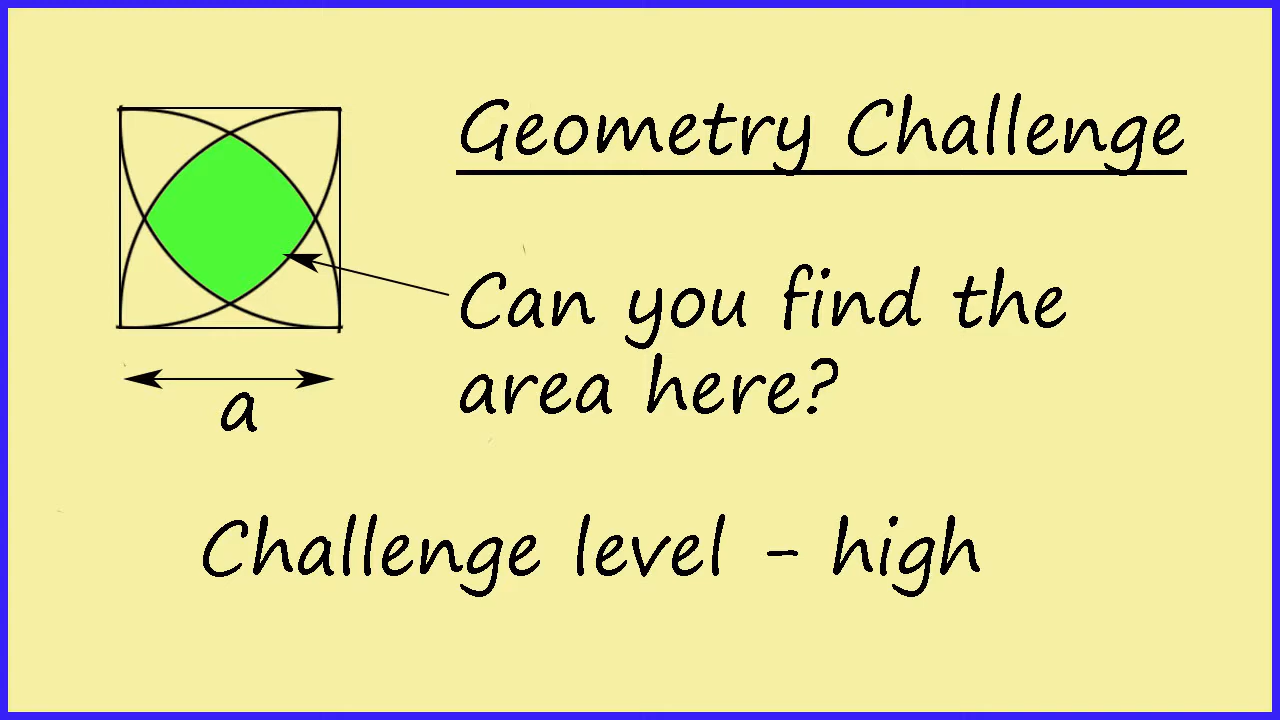 Geometry Challenge
Can you find the
area here?
a
Challenge level - high